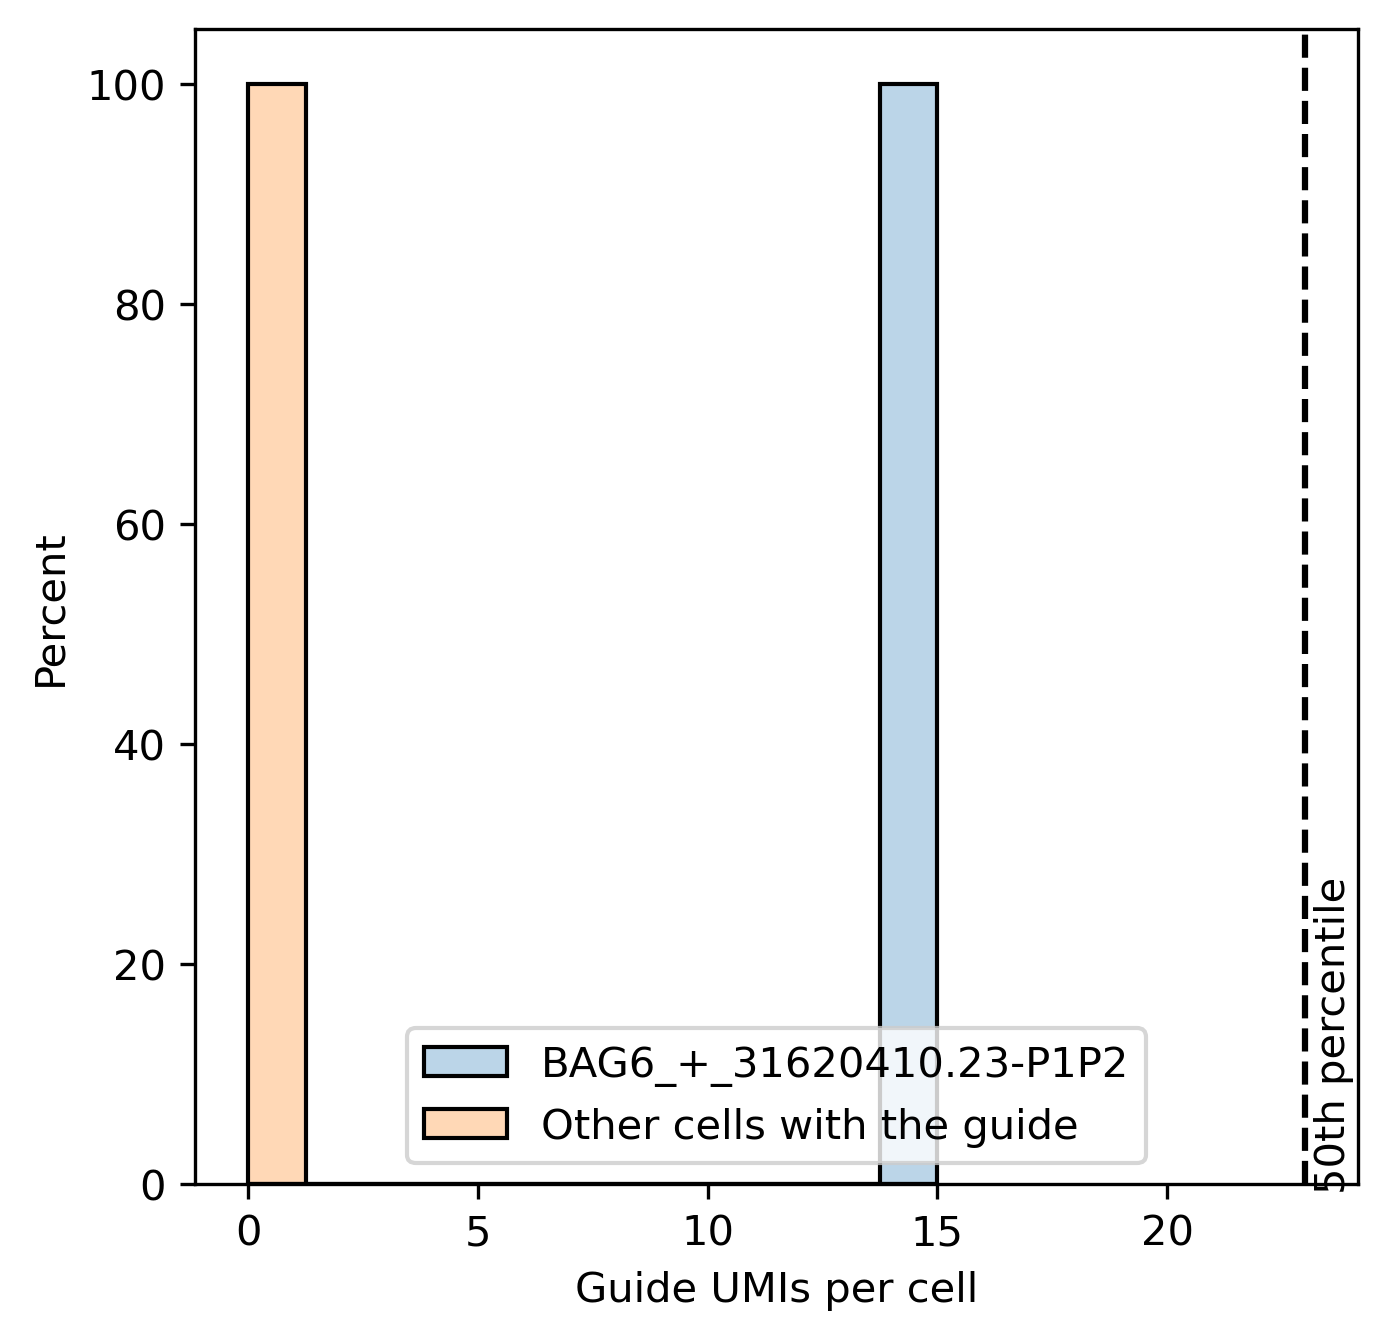 100
80
60
40
20
0
Percent
0 5 10 15 20
Guide UMIs per cell
BAG6_+_31620410.23-P1P2
Other cells with the guide
50th percentile